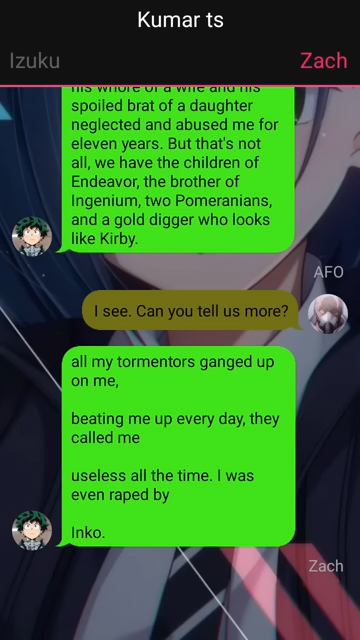 Kumar ts
Izuku
Zach
his whore of a wife and his
spoiled brat of a daughter
neglected and abused me for
eleven years. But that's not
all, we have the children of
Endeavor, the brother of
Ingenium, two Pomeranians,
and a gold digger who looks
like Kirby.
AFO
I see. Can you tell us more?
all my tormentors ganged up
on me,
beating me up every day, they
called me
useless all the time. I was
even raped by
Inko.
Zach